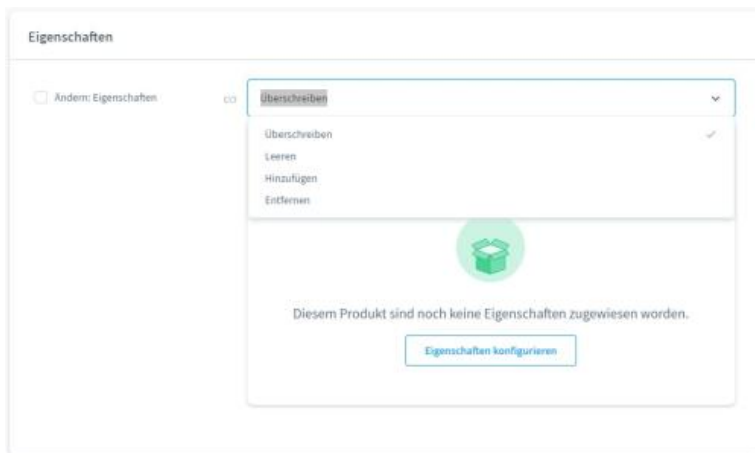 Eigenschaften
Ändern: Eigenschaften
Überschreiben
Überschreiben
Leeren
Hinzufügen
Entfernen
Diesem Produkt sind noch keine Eigenschaften zugewiesen worden.
Eigenschaften konfigurieren